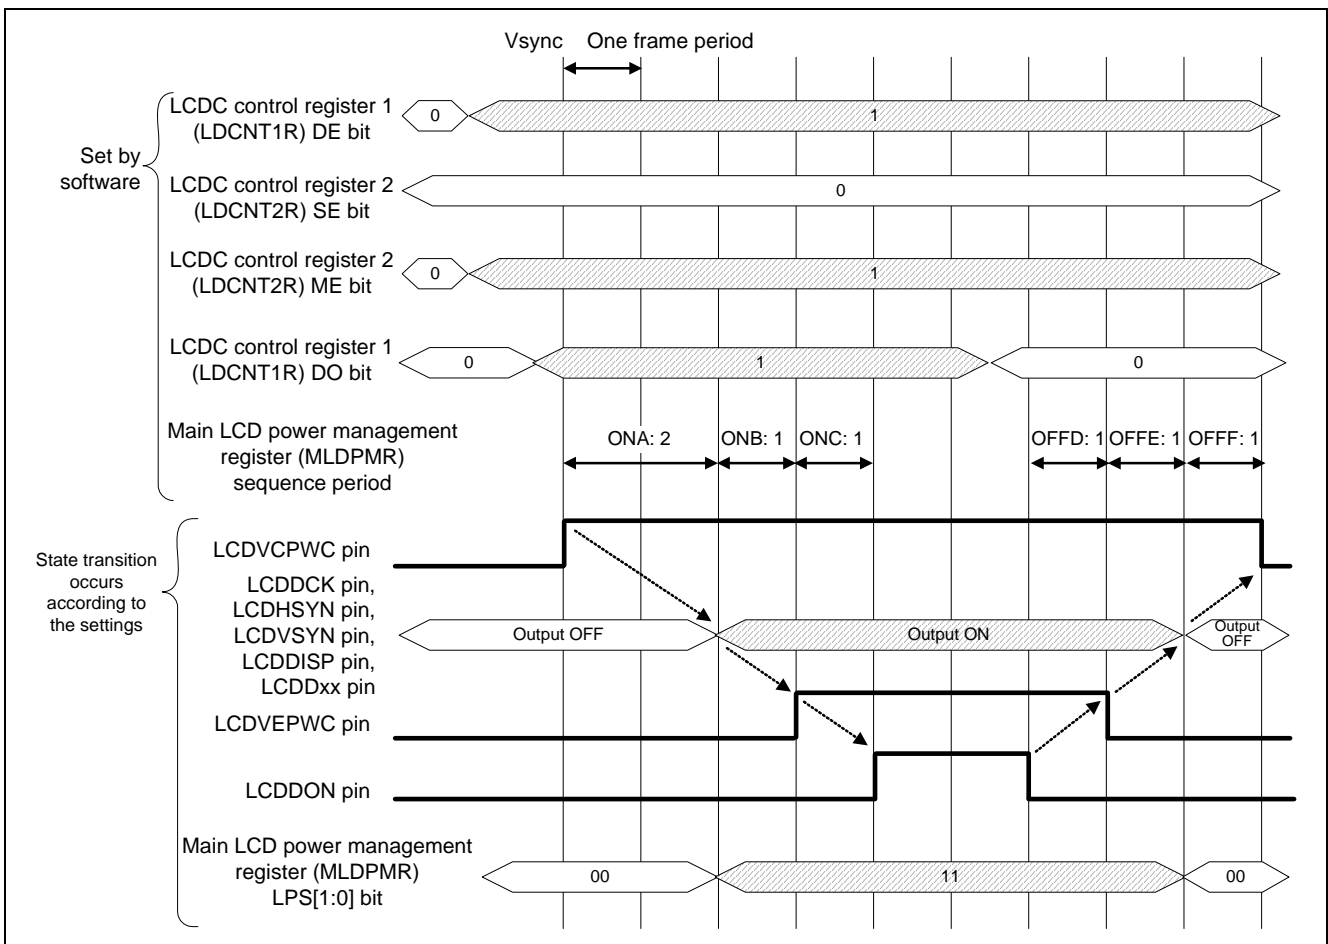 Vsync One frame period
LCDC control register 1
(LDCNT1R) DE bit
0
1
Set by
software
LCDC control register 2
(LDCNT2R) SE bit
0
LCDC control register 2
(LDCNT2R) ME bit
0
1
LCDC control register 1
(LDCNT1R) DO bit
0
1
0
Main LCD power management
register (MLDPMR)
sequence period
ONA: 2
ONB: 1
ONC: 1
OFFD: 1
OFFE: 1
OFFF: 1
State transition
occurs
according to
the settings
LCDVCPWC pin
LCDDCK pin,
LCDHSYN pin,
LCDVSYN pin,
LCDDISP pin,
LCDDxx pin
Output OFF
Output ON
Output
OFF
LCDVEPWC pin
LCDDON pin
Main LCD power management
register (MLDPMR)
LPS[1:0] bit
00
11
00